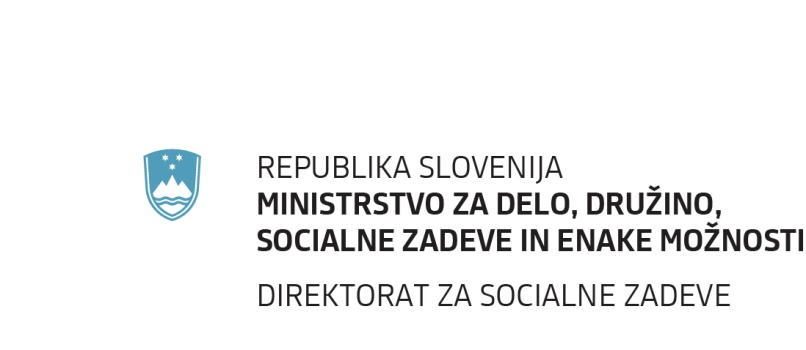 REPUBLIKA SLOVENIJA
MINISTRSTVO ZA DELO, DRUŽINO,
SOCIALNE ZADEVE IN ENAKE MOŽNOSTI
DIREKTORAT ZA SOCIALNE ZADEVE